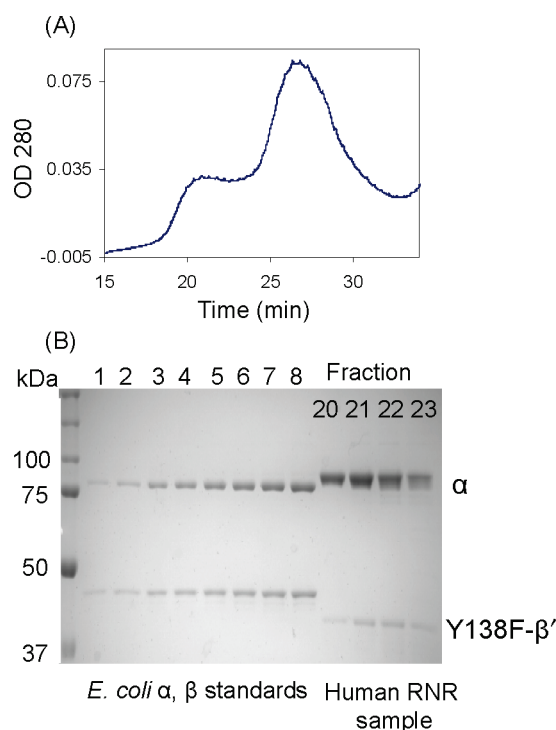 (A)
OD 280
0.075
0.035
-0.005
15 20 25 30
Time (min)
(B)
kDa 1 2 3 4 5 6 7 8 Fraction
20 21 22 23
100
75
50
37
α
Y138F-β′
E. coli α, β standards
Human RNR
sample